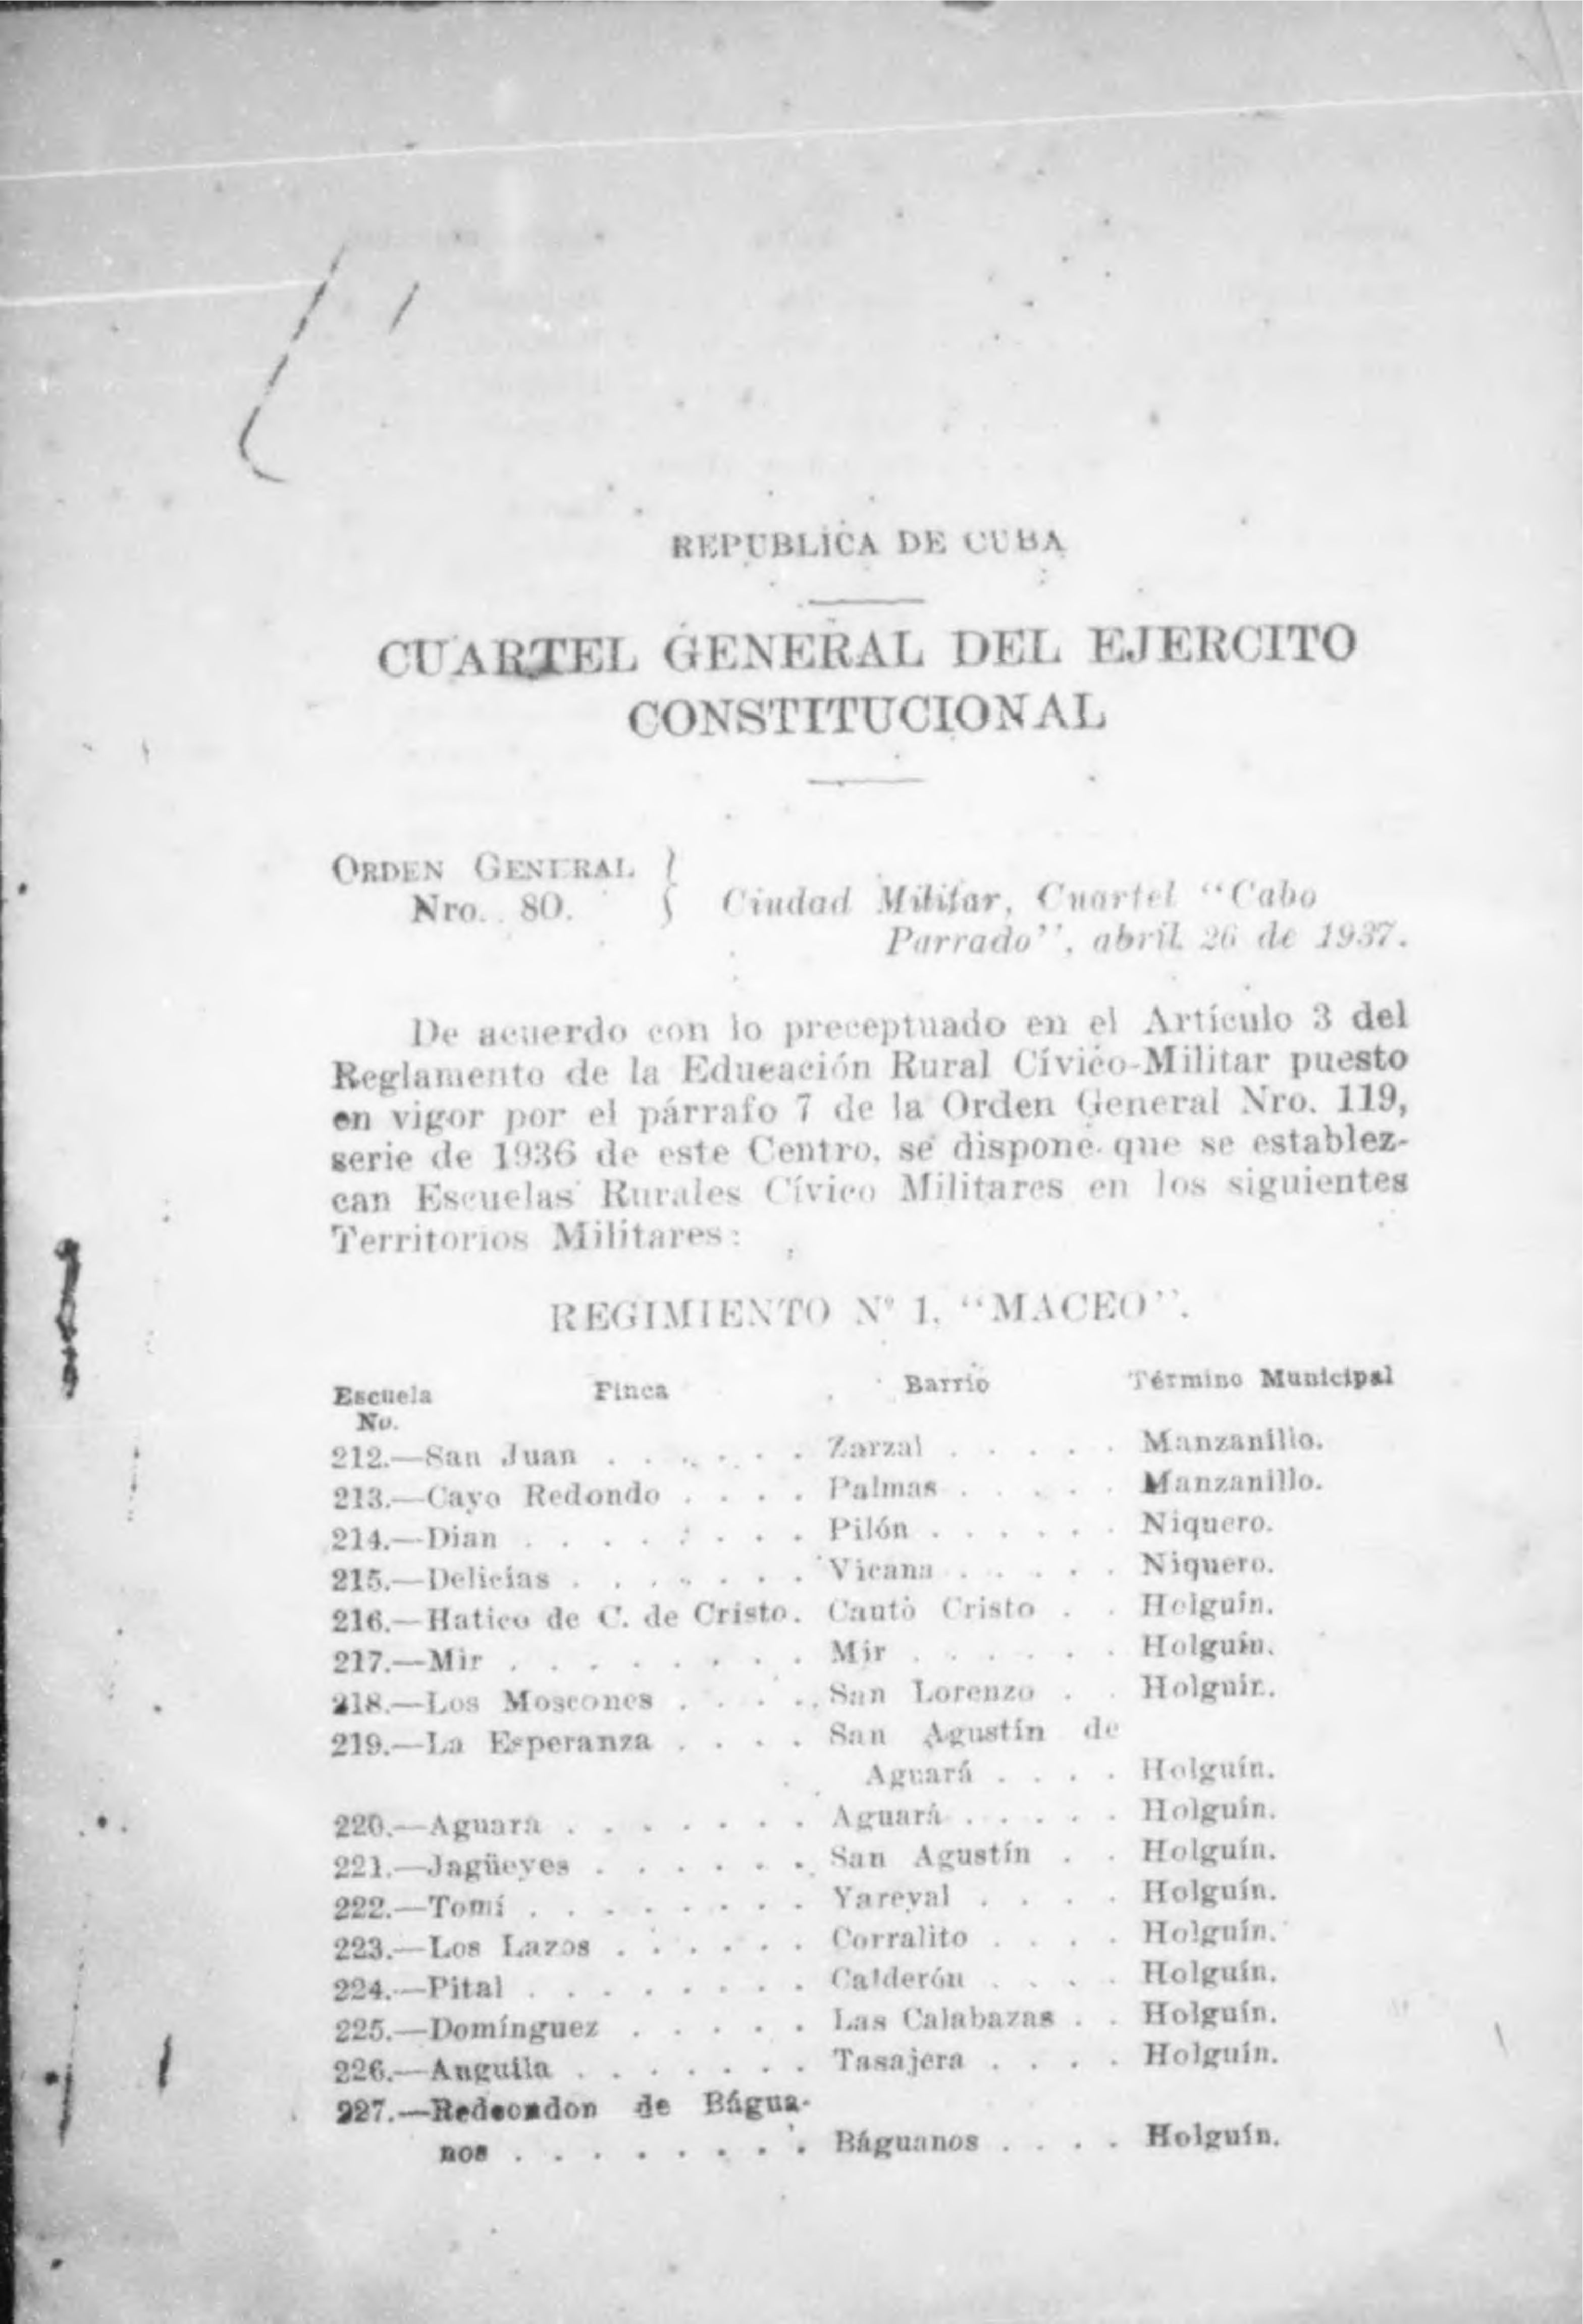 REPUBLICA DE CUBA
CUARTEL GENERAL DEL EJERCITO
CONSTITUCIONAL
ORDEN GENERAL
Nro. 80.
Ciudad Militar, Cuartel “Cabo
Parrado”, abril 26 de 1937.
De acuerdo con lo preceptuado en el Artículo 3 del
Reglamento de la Educación Rural Cívico-Militar puesto
en vigor por el párrafo 7 de la Orden General Nro. 119,
serie de 1936 de este Centro, se dispone que se establez-
can Escuelas Rurales Cívico Militares en los siguientes
Territorios Militares:
REGIMIENTO Nº 1, “MACEO”.
Escuela Finca Barrio Término Municipal
No.
212.—San Juan . . . . . . Zarzal . . . . . Manzanillo.
213.—Cayo Redondo . . . . Palmas . . . . . Manzanillo.
214.—Dian . . . . . . . . Pilón . . . . . . Niquero.
215.—Delicias . . . . . . . Vicana . . . . . Niquero.
216.—Hatico de C. de Cristo. Cauto Cristo . . Holguín.
217.—Mir . . . . . . . . Mir . . . . . . Holguín.
218.—Los Moscones . . . . . San Lorenzo . . Holguín.
219.—La Esperanza . . . . San Agustín de
Aguará . . . . Holguín.
220.—Aguara . . . . . . . Aguará . . . . . Holguín.
221.—Jagüeyes . . . . . . San Agustín . . Holguín.
222.—Tomí . . . . . . . . Yareyal . . . . Holguín.
223.—Los Lazos . . . . . . Corralito . . . . Holguín.
224.—Pital . . . . . . . . Calderón . . . . Holguín.
225.—Domínguez . . . . . Las Calabazas . . Holguín.
226.—Anguila . . . . . . . Tasajera . . . . Holguín.
227.—Redecndon de Bágua-
nos . . . . . . . . Báguanos . . . . Holguín.